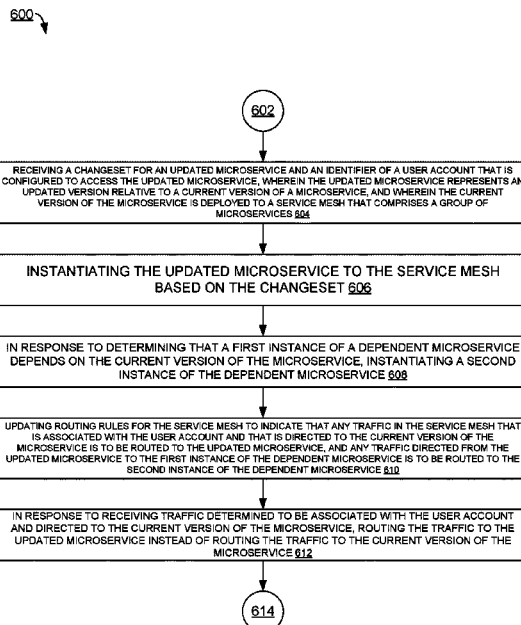 600
602
RECEIVING A CHANGESET FOR AN UPDATED MICROSERVICE AND AN IDENTIFIER OF A USER ACCOUNT THAT IS
CONFIGURED TO ACCESS THE UPDATED MICROSERVICE, WHEREIN THE UPDATED MICROSERVICE REPRESENTS AN
UPDATED VERSION RELATIVE TO A CURRENT VERSION OF A MICROSERVICE, AND WHEREIN THE CURRENT
VERSION OF THE MICROSERVICE IS DEPLOYED TO A SERVICE MESH THAT COMPRISES A GROUP OF
MICROSERVICES 604
INSTANTIATING THE UPDATED MICROSERVICE TO THE SERVICE MESH
BASED ON THE CHANGESET 606
IN RESPONSE TO DETERMINING THAT A FIRST INSTANCE OF A DEPENDENT MICROSERVICE
DEPENDS ON THE CURRENT VERSION OF THE MICROSERVICE, INSTANTIATING A SECOND
INSTANCE OF THE DEPENDENT MICROSERVICE 608
UPDATING ROUTING RULES FOR THE SERVICE MESH TO INDICATE THAT ANY TRAFFIC IN THE SERVICE MESH THAT
IS ASSOCIATED WITH THE USER ACCOUNT AND THAT IS DIRECTED TO THE CURRENT VERSION OF THE
MICROSERVICE IS TO BE ROUTED TO THE UPDATED MICROSERVICE, AND ANY TRAFFIC DIRECTED FROM THE
UPDATED MICROSERVICE TO THE FIRST INSTANCE OF THE DEPENDENT MICROSERVICE IS TO BE ROUTED TO THE
SECOND INSTANCE OF THE DEPENDENT MICROSERVICE 610
IN RESPONSE TO RECEIVING TRAFFIC DETERMINED TO BE ASSOCIATED WITH THE USER ACCOUNT
AND DIRECTED TO THE CURRENT VERSION OF THE MICROSERVICE, ROUTING THE TRAFFIC TO THE
UPDATED MICROSERVICE INSTEAD OF ROUTING THE TRAFFIC TO THE CURRENT VERSION OF THE
MICROSERVICE 612
614